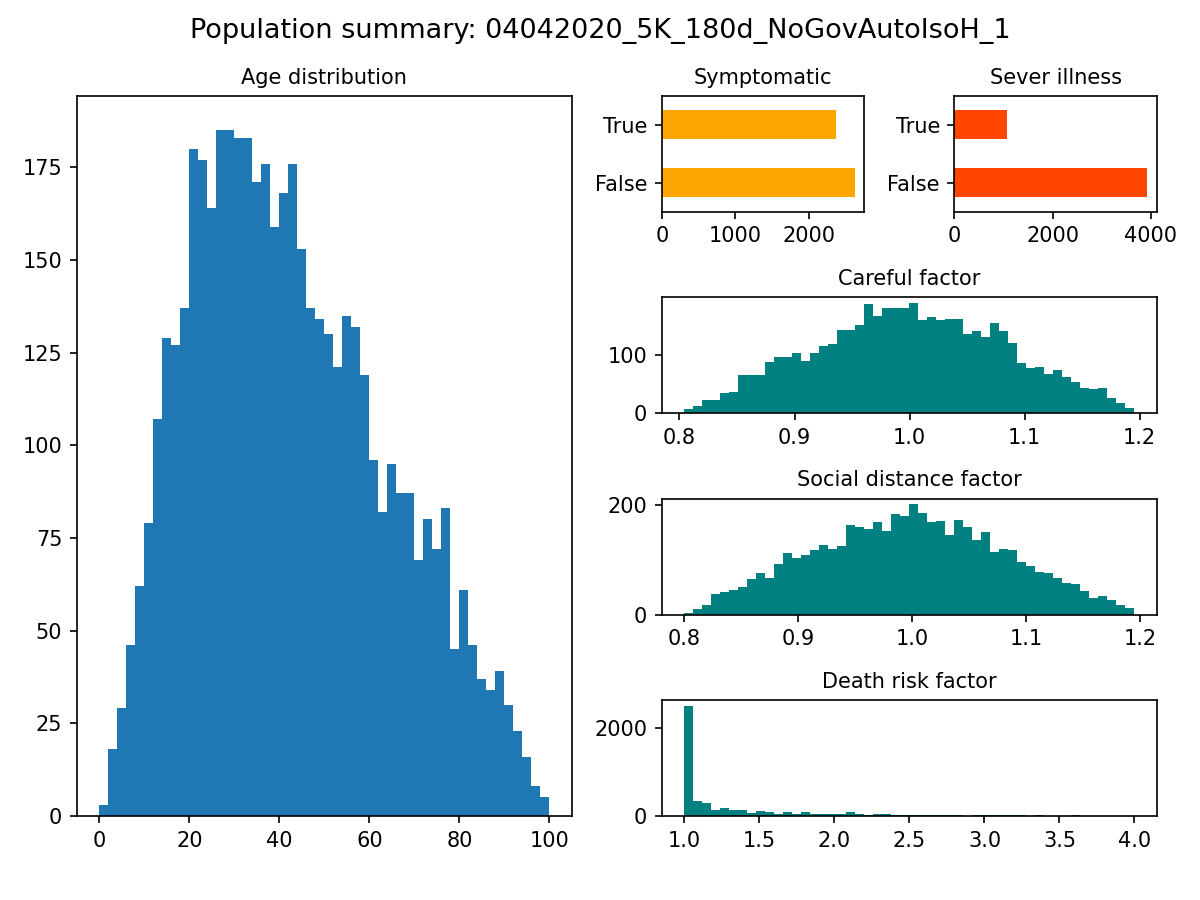 Population summary: 04042020_5K_180d_NoGovAutoIsoH_1
Age distribution
175
150
125
100
75
50
25
0
0 20 40 60 80 100
Symptomatic
True
False
0 1000 2000
Sever illness
True
False
0 2000 4000
Careful factor
100
0
0.8 0.9 1.0 1.1 1.2
Social distance factor
200
0
0.8 0.9 1.0 1.1 1.2
Death risk factor
2000
0
1.0 1.5 2.0 2.5 3.0 3.5 4.0